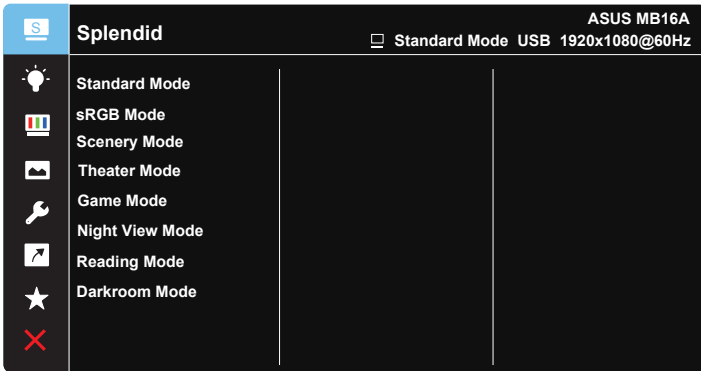 S
Splendid
ASUS MB16A
Standard Mode USB 1920x1080@60Hz
Standard Mode
sRGB Mode
Scenery Mode
Theater Mode
Game Mode
Night View Mode
Reading Mode
Darkroom Mode